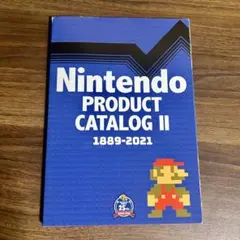 Nintendo
PRODUCT
CATALOG II
1889-2021